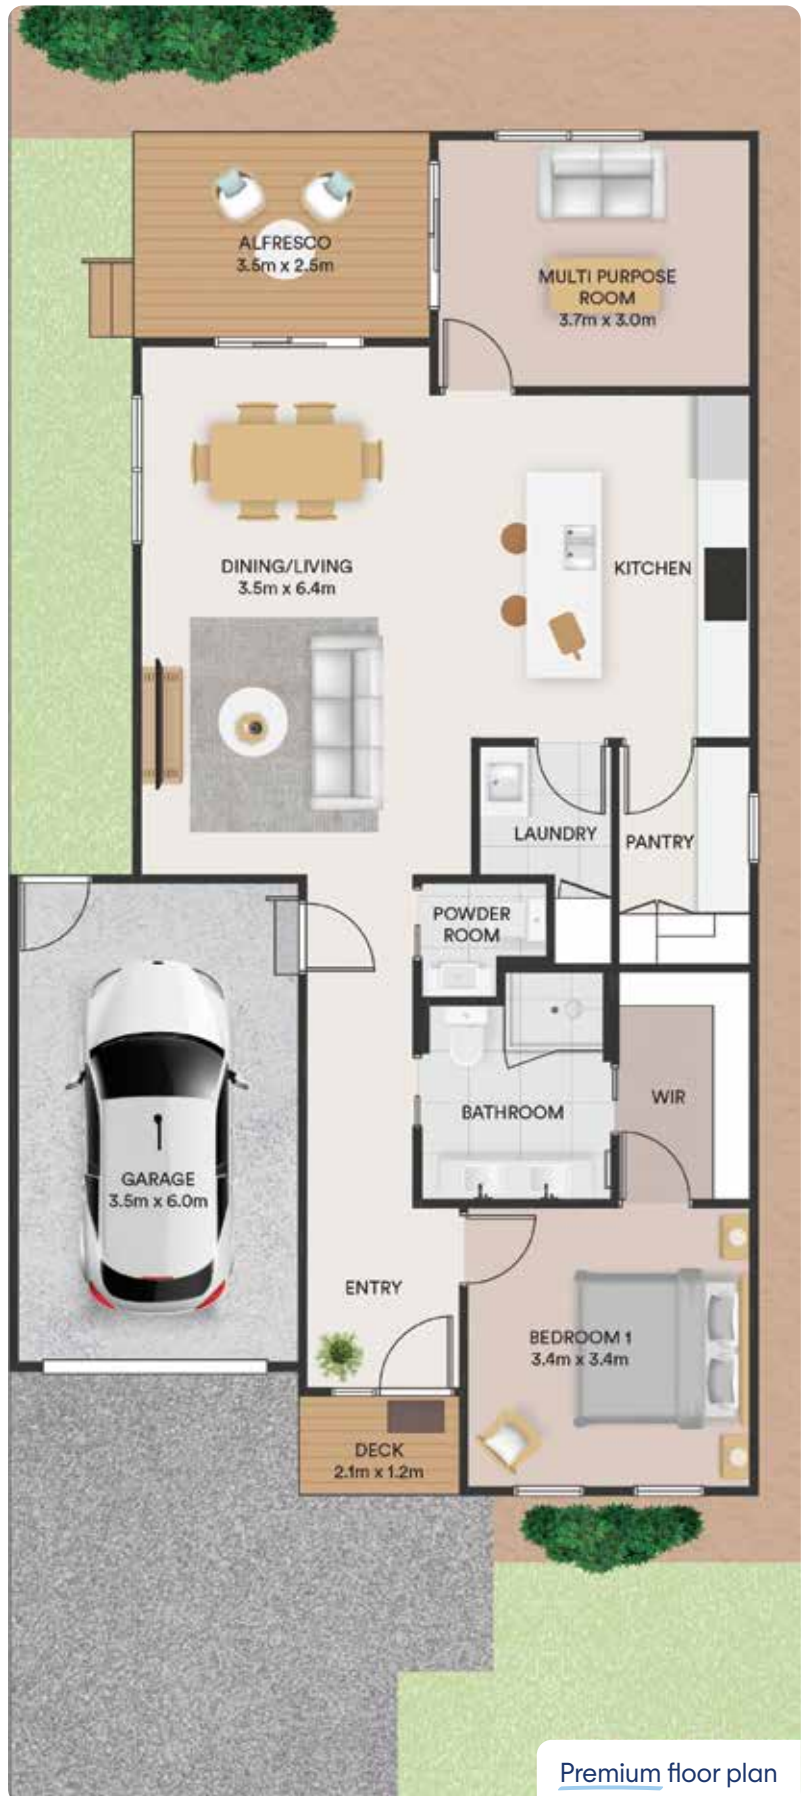 ALFRESCO
3.5m x 2.5m
MULTI PURPOSE
ROOM
3.7m x 3.0m
DINING/LIVING
3.5m x 6.4m
KITCHEN
LAUNDRY
PANTRY
POWDER
ROOM
BATHROOM
WIR
GARAGE
3.5m x 6.0m
ENTRY
BEDROOM 1
3.4m x 3.4m
DECK
2.1m x 1.2m
Premium floor plan